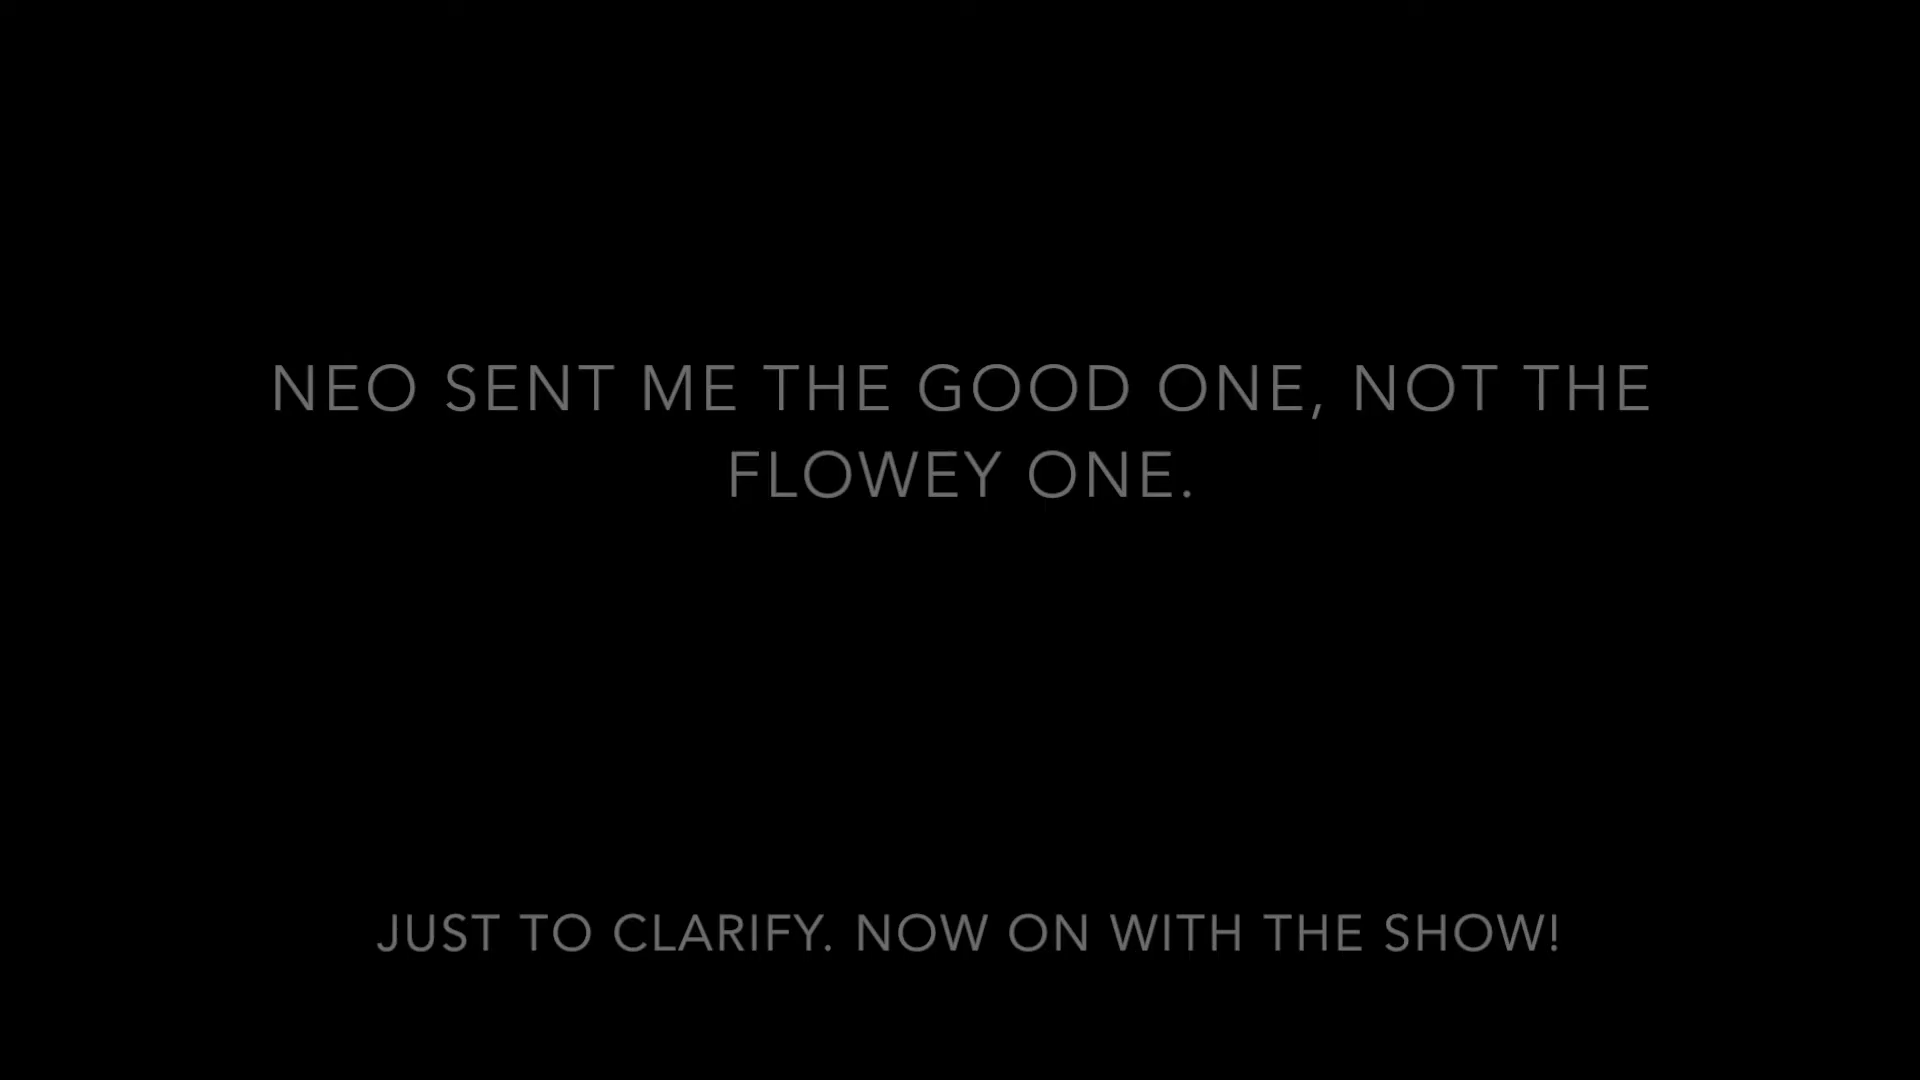 NEO SENT ME THE GOOD ONE, NOT THE
FLOWEY ONE.
JUST TO CLARIFY. NOW ON WITH THE SHOW!